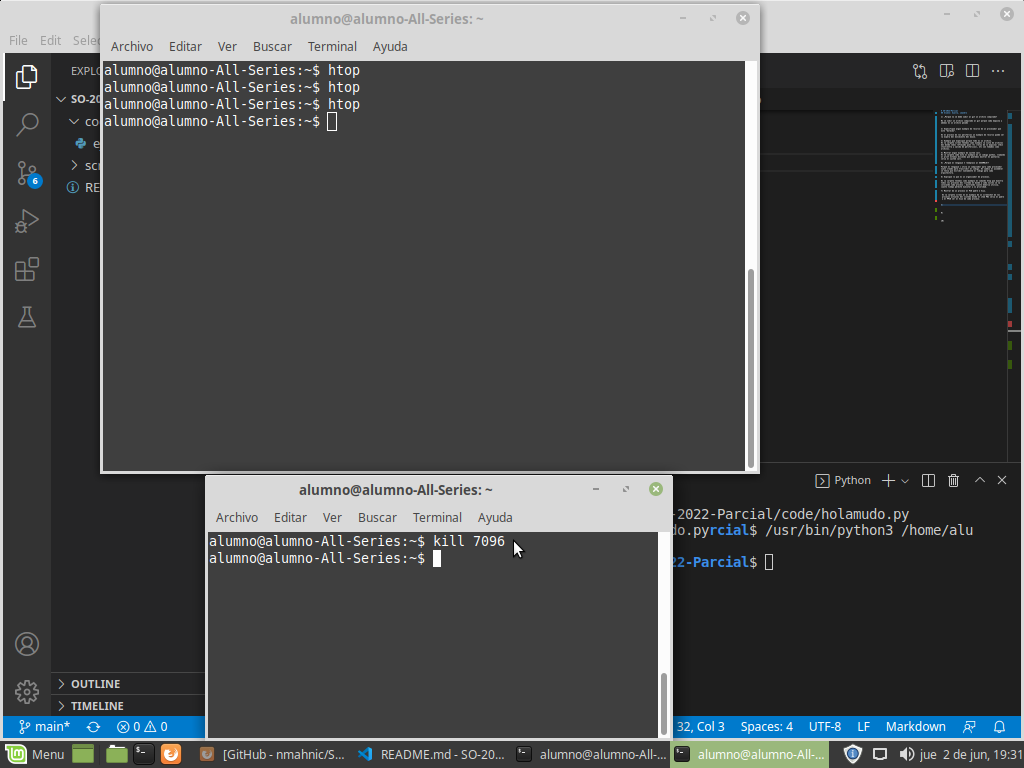 alumno@alumno-All-Series: ~
File Edit Selec
Archivo Editar Ver Buscar Terminal Ayuda
alumno@alumno-All-Series:~$ htop
alumno@alumno-All-Series:~$ htop
alumno@alumno-All-Series:~$ htop
alumno@alumno-All-Series:~$
EXPLO
SO-20
co
e
scr
RE
6
Python
alumno@alumno-All-Series: ~
Archivo Editar Ver Buscar Terminal Ayuda
alumno@alumno-All-Series:~$ kill 7096
alumno@alumno-All-Series:~$
-2022-Parcial/code/holamudo.py
do.pyrcial$ /usr/bin/python3 /home/alu
22-Parcial$
OUTLINE
TIMELINE
main* 0 0 32, Col 3 Spaces: 4 UTF-8 LF Markdown
Menu [GitHub - nmahnic/S... README.md - SO-20... alumno@alumno-All-... alumno@alumno-All-... jue 2 de jun, 19:31